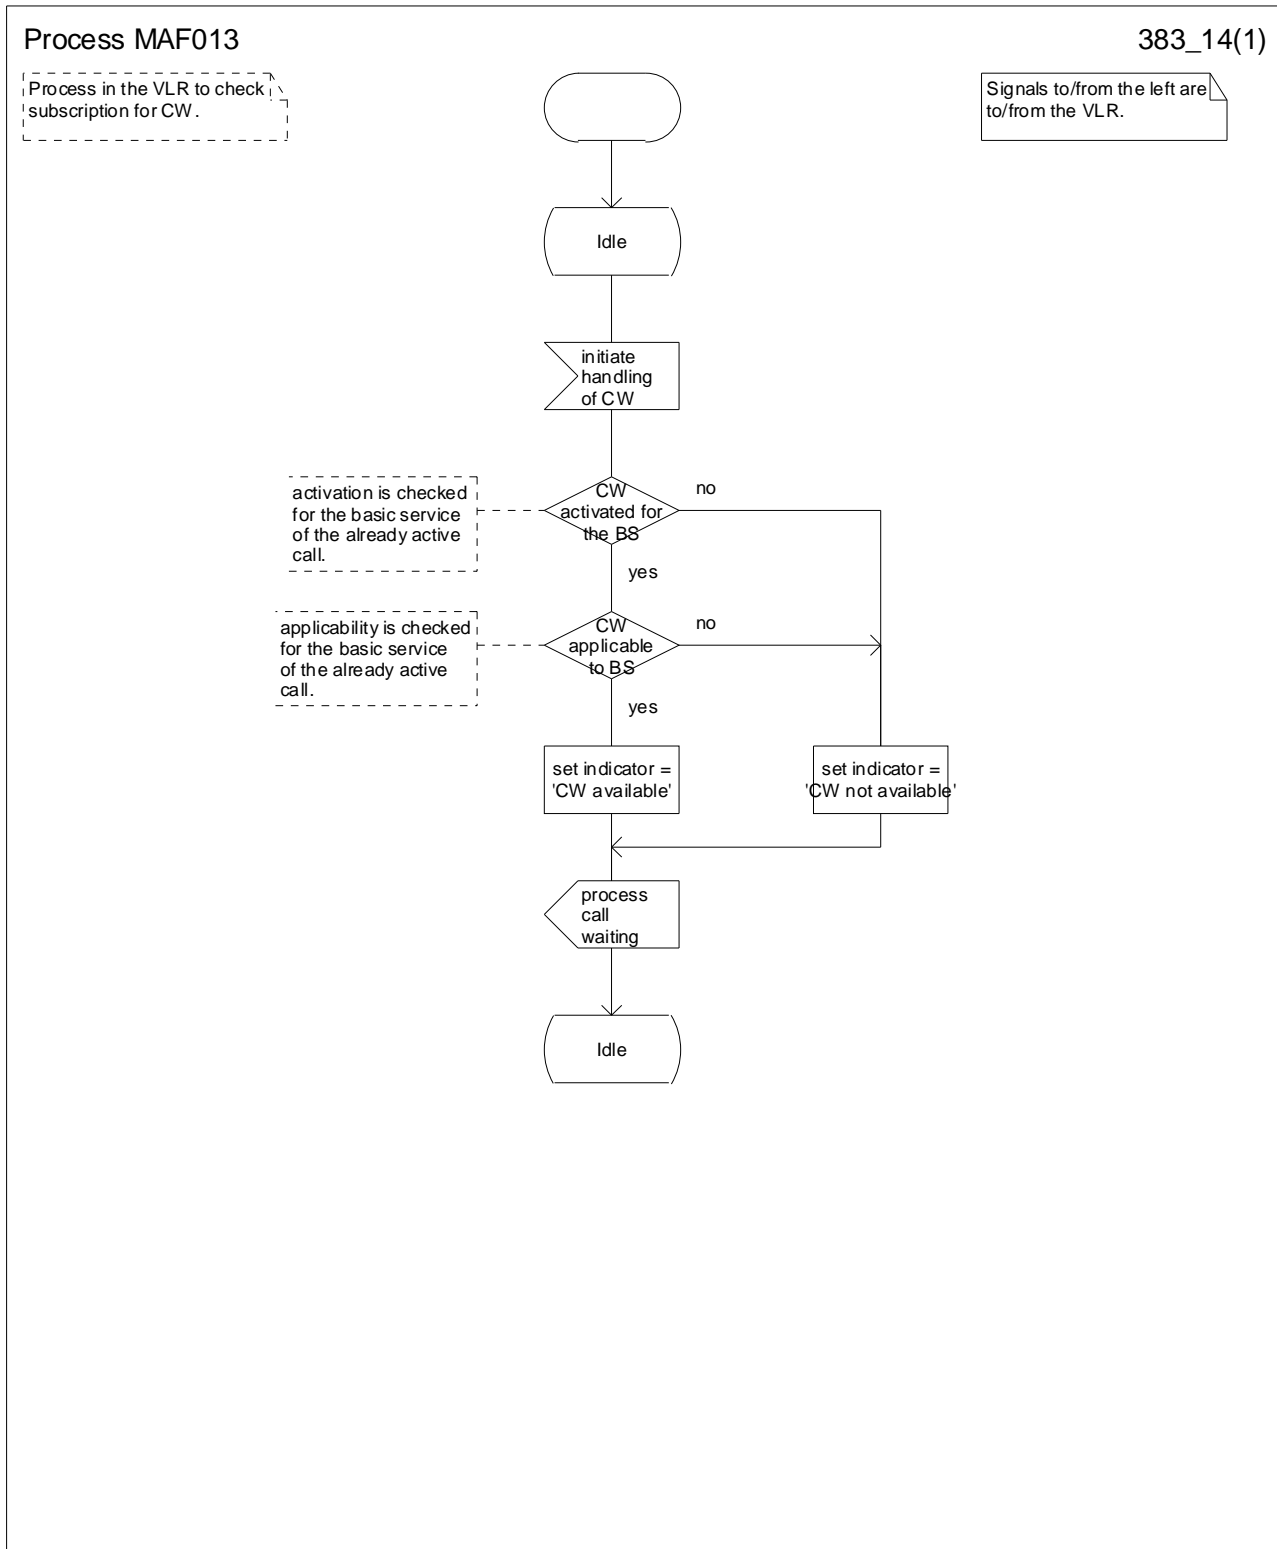 Process MAF013
383_14(1)
Process in the VLR to check
subscription for CW.
Signals to/from the left are
to/from the VLR.
Idle
initiate
handling
of CW
activation is checked
for the basic service
of the already active
call.
CW
activated for
the BS
no
yes
applicability is checked
for the basic service
of the already active
call.
CW
applicable
to BS
no
yes
set indicator =
'CW available'
set indicator =
'CW not available'
process
call
waiting
Idle